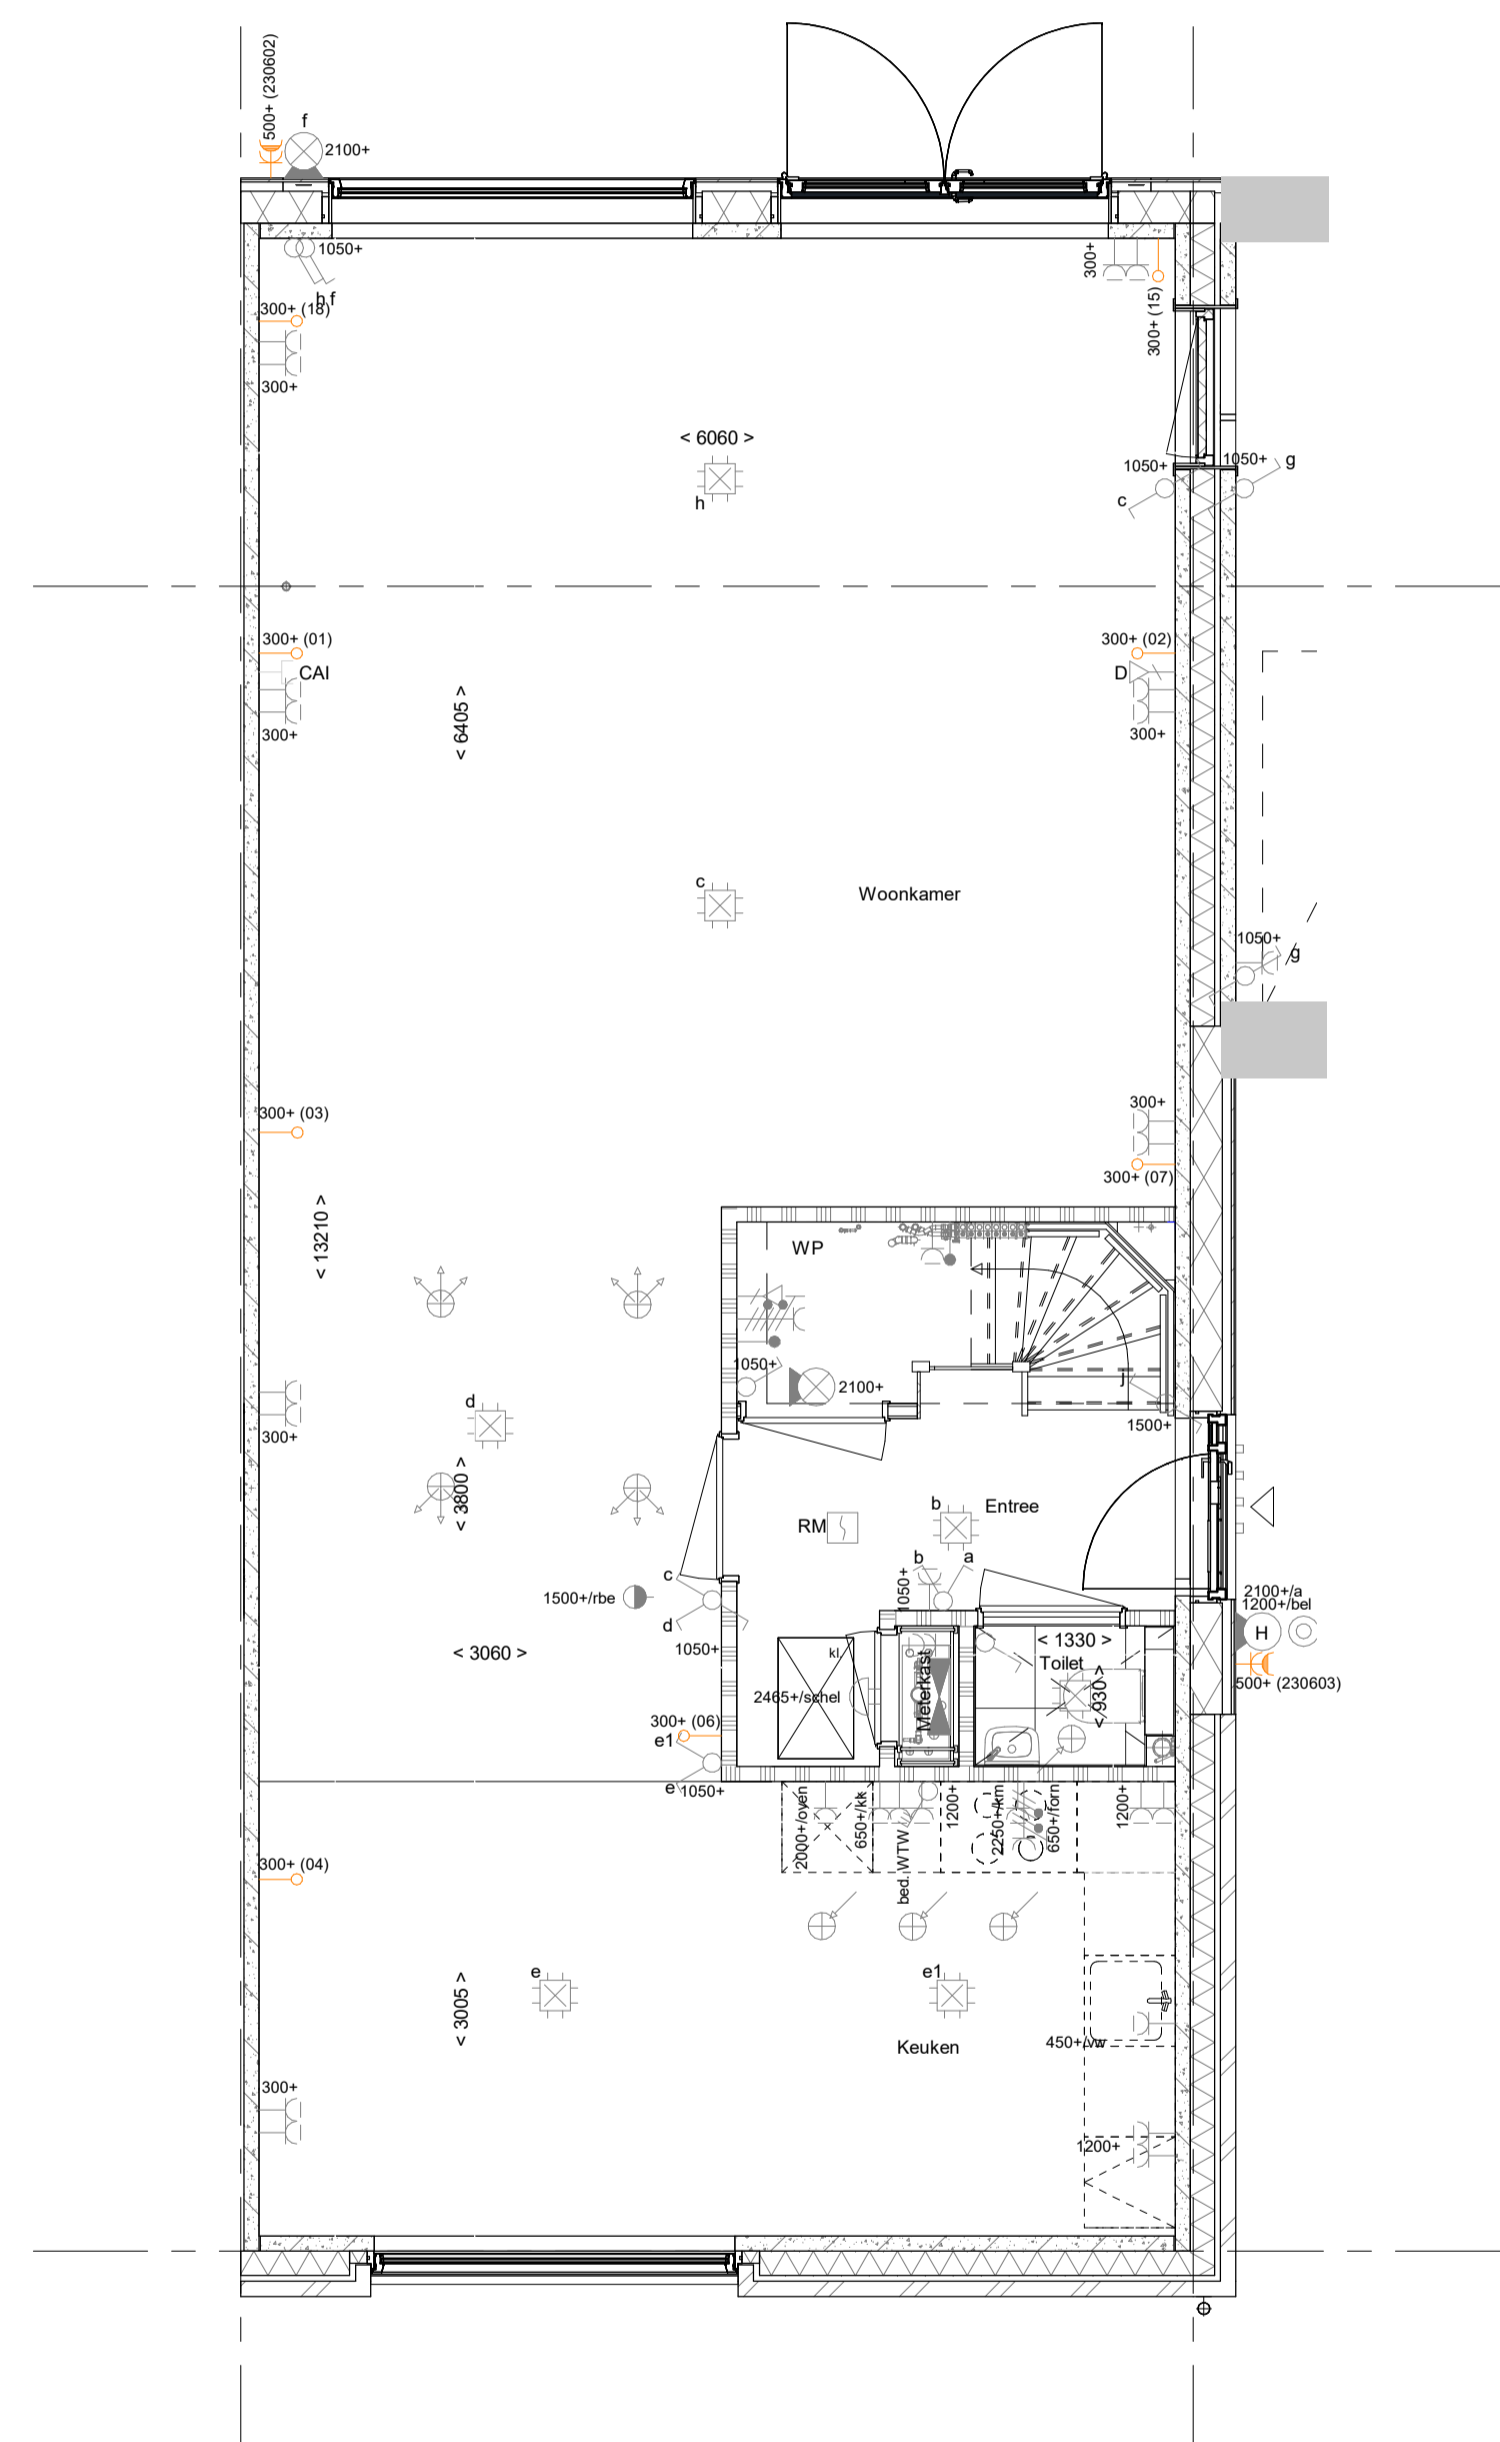 500+ (230602)
f
2100+
1050+
h f
300+ (18)
300+
300+
300+ (15)
< 6060 >
h
1050+
c
1050+
g
300+ (01)
CAI
300+
300+ (02)
D
300+
< 6405 >
c
Woonkamer
1050+
g
300+ (03)
300+
300+ (07)
< 13210 >
WP
1050+
2100+
j
1500+
d
300+
< 3800 >
RM
b
Entree
b
a
1050+
c
1500+/rbe
d
1050+
2100+/a
1200+/bel
H
< 3060 >
kl.
< 1330 >
Toilet
< 930 >
Meterkast
2465+/schel
500+ (230603)
300+ (06)
e1
e
1050+
2000+/oven
650+/kk
bed. WTW
1200+
2250+/km
650+/forn
1200+
300+ (04)
e
e1
< 3005 >
Keuken
450+/vw
300+
1200+